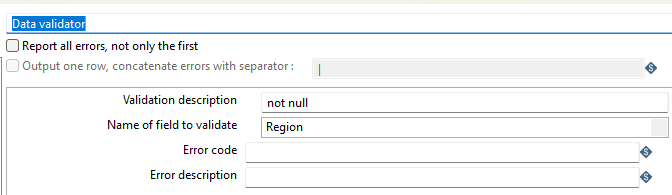 Data validator
Report all errors, not only the first
Output one row, concatenate errors with separator : |
Validation description not null
Name of field to validate Region
Error code
Error description